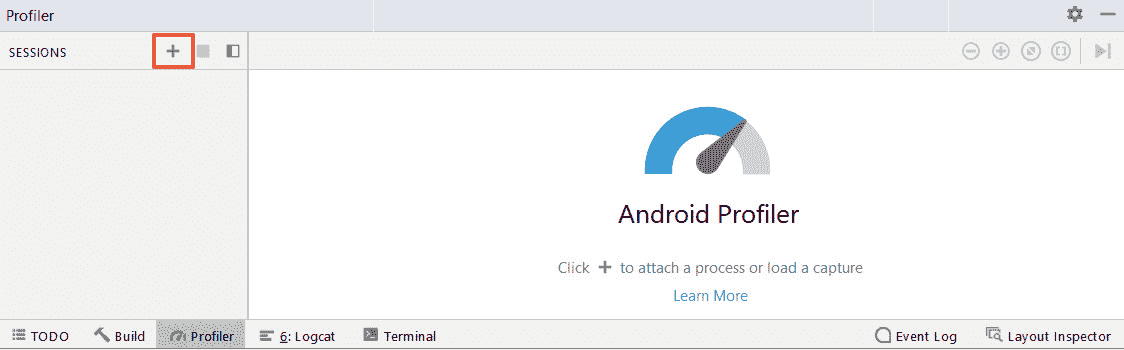 Profiler
SESSIONS
Android Profiler
Click + to attach a process or load a capture
Learn More
TODO Build Profiler 6: Logcat Terminal Event Log Layout Inspector